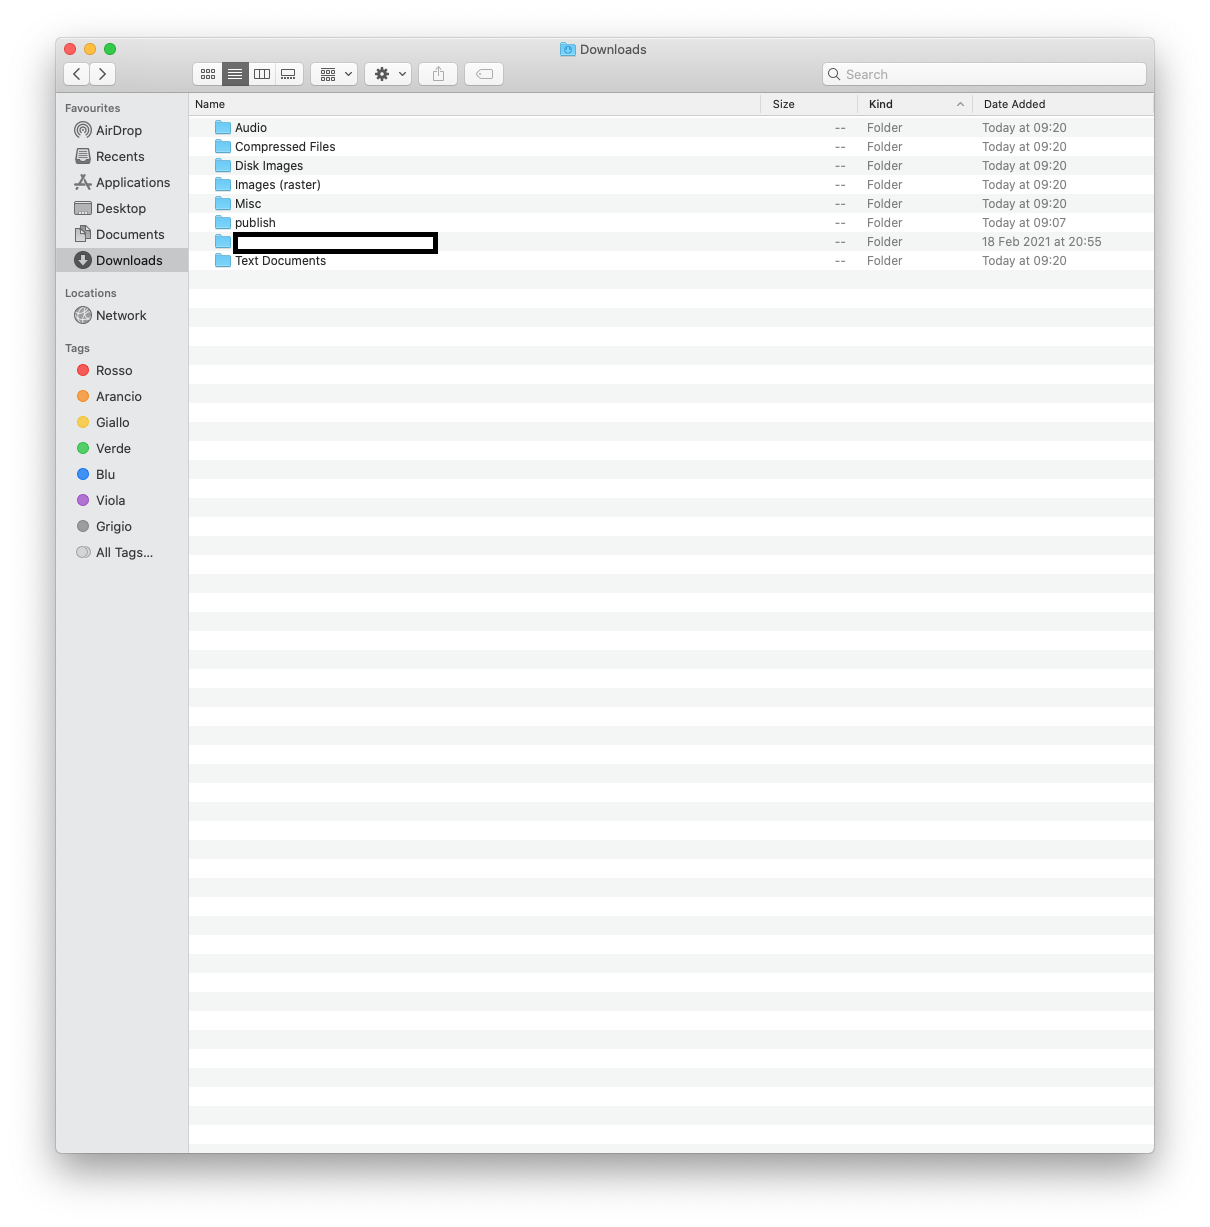 Downloads
Search
Favourites
AirDrop
Recents
Applications
Desktop
Documents
Downloads
Locations
Network
Tags
Rosso
Arancio
Giallo
Verde
Blu
Viola
Grigio
All Tags...
Name Size Kind Date Added
Audio -- Folder Today at 09:20
Compressed Files -- Folder Today at 09:20
Disk Images -- Folder Today at 09:20
Images (raster) -- Folder Today at 09:20
Misc -- Folder Today at 09:20
publish -- Folder Today at 09:07
-- Folder 18 Feb 2021 at 20:55
Text Documents -- Folder Today at 09:20